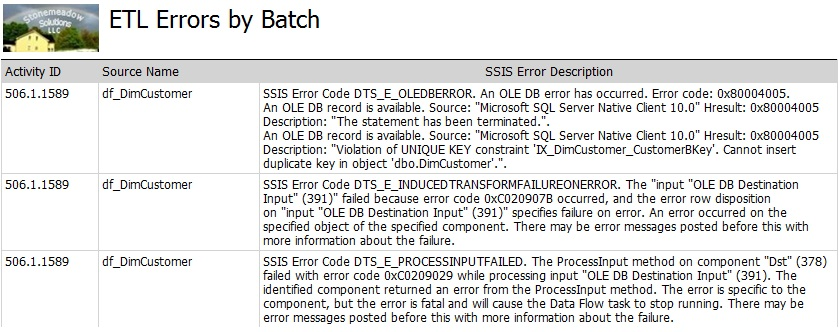 Stonemeadow
Solutions
LLC
ETL Errors by Batch
Activity ID Source Name SSIS Error Description
506.1.1589 df_DimCustomer SSIS Error Code DTS_E_OLEDBERROR. An OLE DB error has occurred. Error code: 0x80004005.
An OLE DB record is available. Source: "Microsoft SQL Server Native Client 10.0" Hresult: 0x80004005
Description: "The statement has been terminated.".
An OLE DB record is available. Source: "Microsoft SQL Server Native Client 10.0" Hresult: 0x80004005
Description: "Violation of UNIQUE KEY constraint 'IX_DimCustomer_CustomerBKey'. Cannot insert
duplicate key in object 'dbo.DimCustomer'.".
506.1.1589 df_DimCustomer SSIS Error Code DTS_E_INDUCEDTRANSFORMFAILUREONERROR. The "input "OLE DB Destination
Input" (391)" failed because error code 0xC020907B occurred, and the error row disposition
on "input "OLE DB Destination Input" (391)" specifies failure on error. An error occurred on the
specified object of the specified component. There may be error messages posted before this with
more information about the failure.
506.1.1589 df_DimCustomer SSIS Error Code DTS_E_PROCESSINPUTFAILED. The ProcessInput method on component "Dst" (378)
failed with error code 0xC0209029 while processing input "OLE DB Destination Input" (391). The
identified component returned an error from the ProcessInput method. The error is specific to the
component, but the error is fatal and will cause the Data Flow task to stop running. There may be
error messages posted before this with more information about the failure.